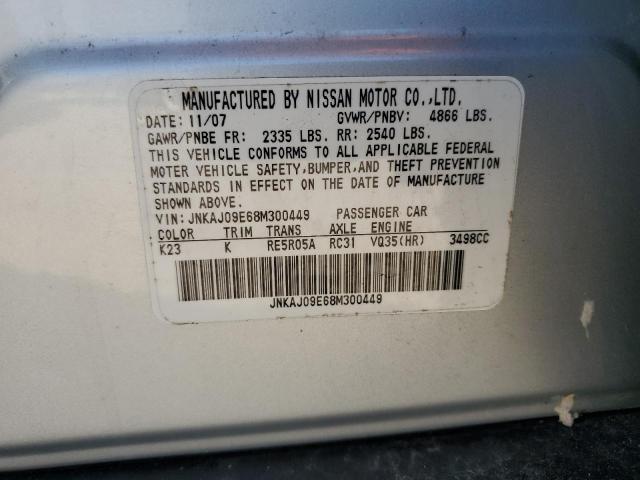 MANUFACTURED BY NISSAN MOTOR CO.,LTD.
DATE: 11/07 GVWR/PNBV: 4866 LBS.
GAWR/PNBE FR: 2335 LBS. RR: 2540 LBS.
THIS VEHICLE CONFORMS TO ALL APPLICABLE FEDERAL
MOTOR VEHICLE SAFETY,BUMPER,AND THEFT PREVENTION
STANDARDS IN EFFECT ON THE DATE OF MANUFACTURE
SHOWN ABOVE.
VIN: JNKAJ09E68M300449 PASSENGER CAR
COLOR TRIM TRANS AXLE ENGINE
K23 K RE5R05A RC31 VQ35(HR) 3498CC
JNKAJ09E68M300449